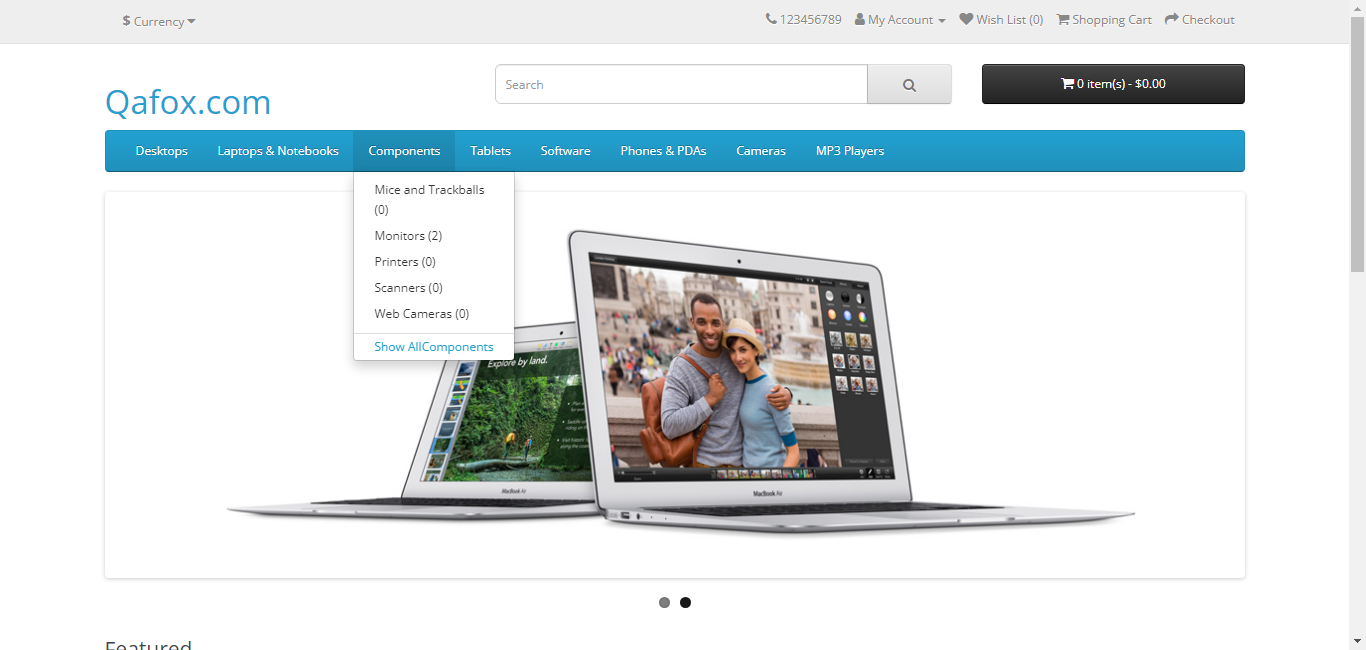 $ Currency
123456789 My Account Wish List (0) Shopping Cart Checkout
Qafox.com
Search
0 item(s) - $0.00
Desktops Laptops & Notebooks Components Tablets Software Phones & PDAs Cameras MP3 Players
Mice and Trackballs
(0)
Monitors (2)
Printers (0)
Scanners (0)
Web Cameras (0)
Show AllComponents
Explore by land.
MacBook Air
MacBook Air
Featured